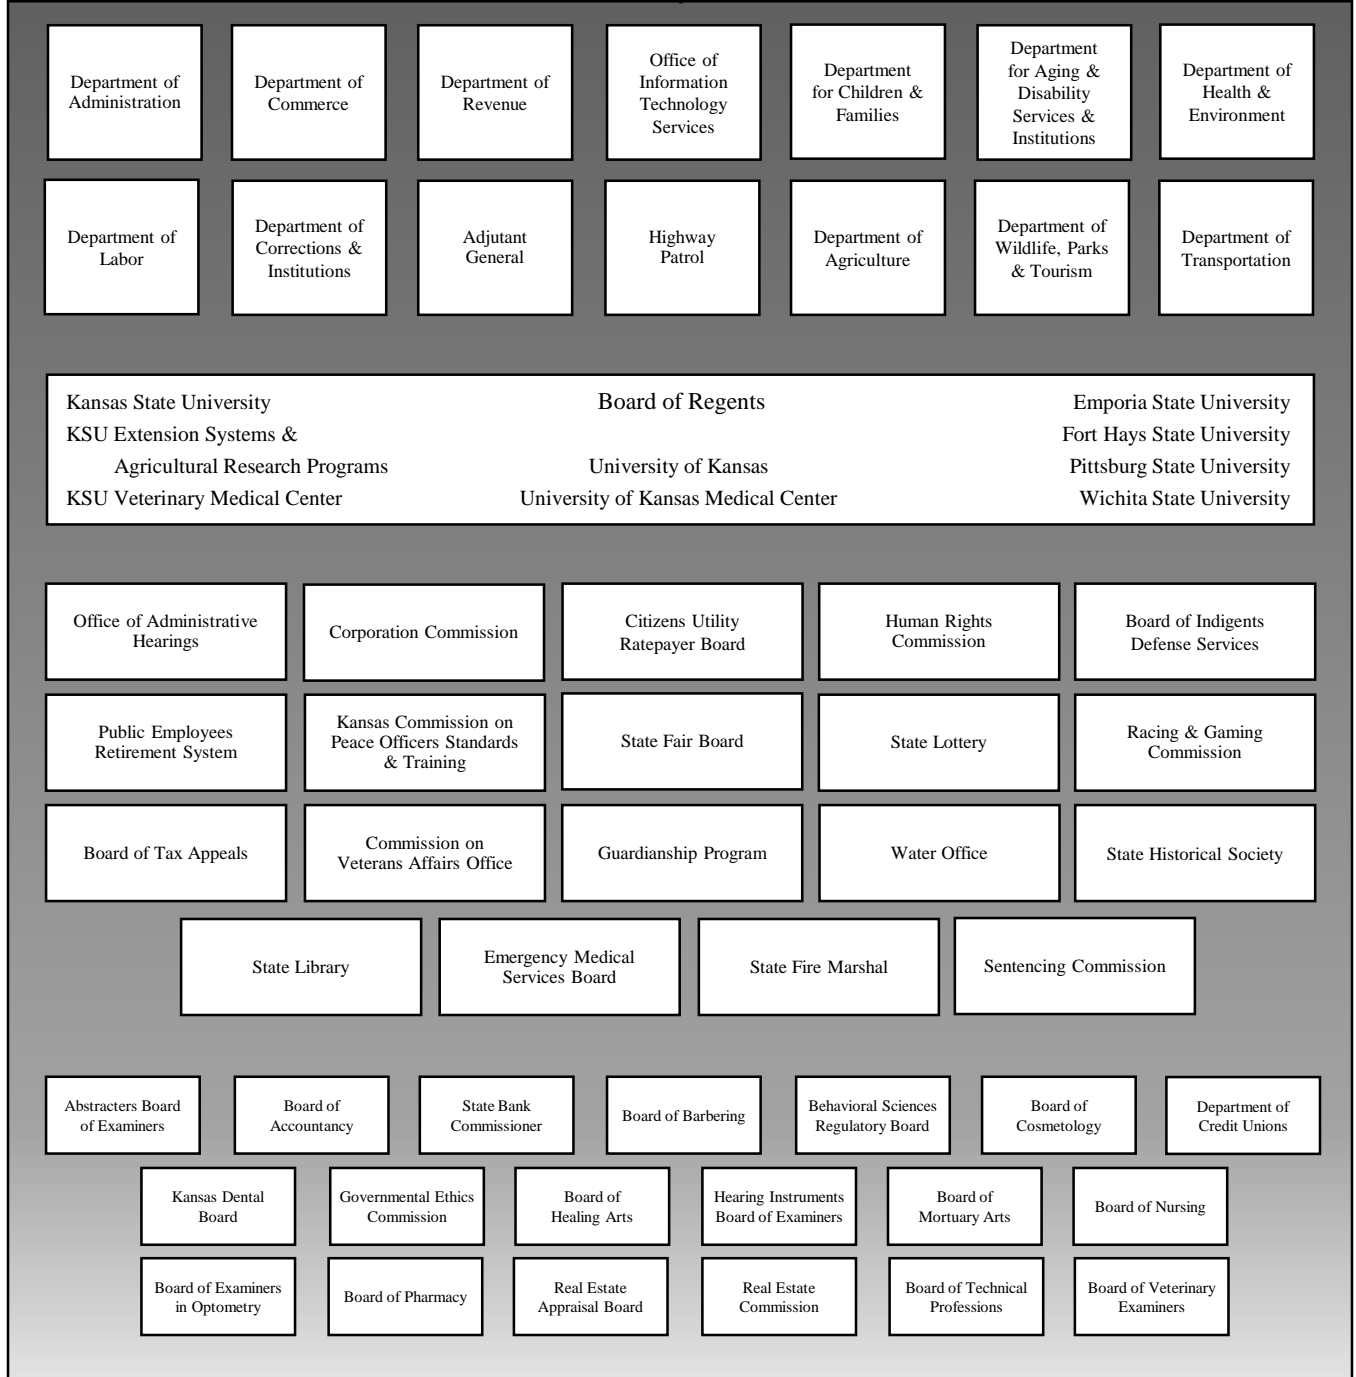 Department of
Administration
Department of
Commerce
Department of
Revenue
Office of
Information
Technology
Services
Department
for Children &
Families
Department
for Aging &
Disability
Services &
Institutions
Department of
Health &
Environment
Department of
Labor
Department of
Corrections &
Institutions
Adjutant
General
Highway
Patrol
Department of
Agriculture
Department of
Wildlife, Parks
& Tourism
Department of
Transportation
Kansas State University
KSU Extension Systems &
Agricultural Research Programs
KSU Veterinary Medical Center
Board of Regents
University of Kansas
University of Kansas Medical Center
Emporia State University
Fort Hays State University
Pittsburg State University
Wichita State University
Office of Administrative
Hearings
Corporation Commission
Citizens Utility
Ratepayer Board
Human Rights
Commission
Board of Indigents
Defense Services
Public Employees
Retirement System
Kansas Commission on
Peace Officers Standards
& Training
State Fair Board
State Lottery
Racing & Gaming
Commission
Board of Tax Appeals
Commission on
Veterans Affairs Office
Guardianship Program
Water Office
State Historical Society
State Library
Emergency Medical
Services Board
State Fire Marshal
Sentencing Commission
Abstracters Board
of Examiners
Board of
Accountancy
State Bank
Commissioner
Board of Barbering
Behavioral Sciences
Regulatory Board
Board of
Cosmetology
Department of
Credit Unions
Kansas Dental
Board
Governmental Ethics
Commission
Board of
Healing Arts
Hearing Instruments
Board of Examiners
Board of
Mortuary Arts
Board of Nursing
Board of Examiners
in Optometry
Board of Pharmacy
Real Estate
Appraisal Board
Real Estate
Commission
Board of Technical
Professions
Board of Veterinary
Examiners